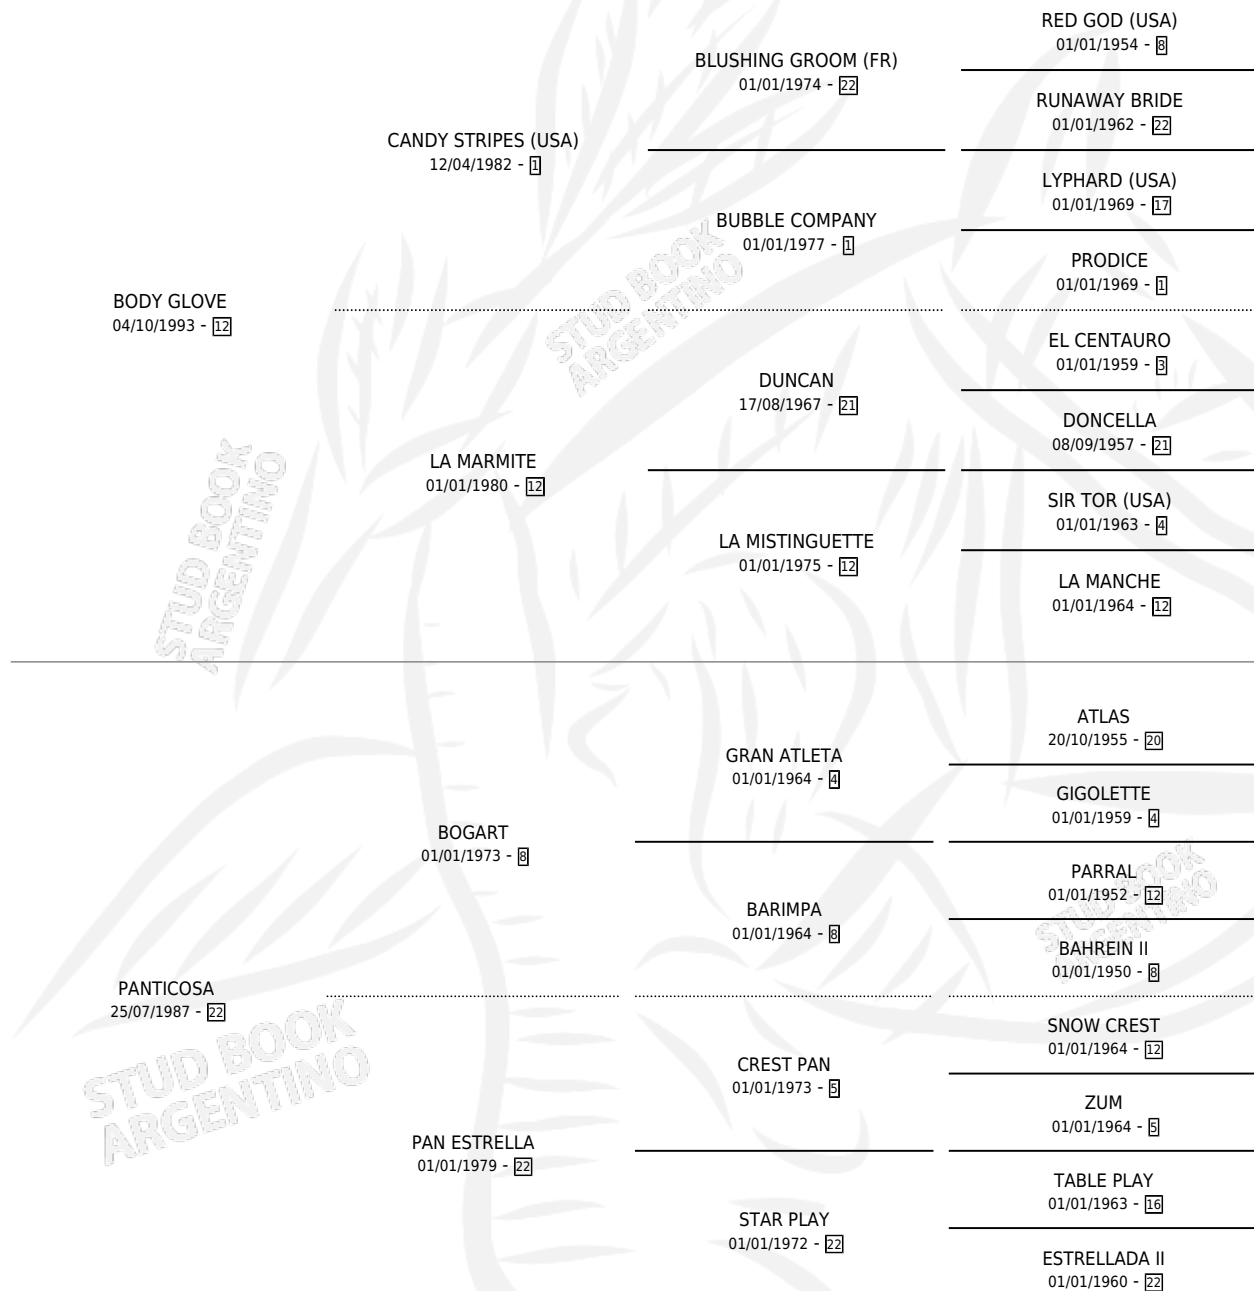 RED GOD (USA)
01/01/1954 - 8
BLUSHING GROOM (FR)
01/01/1974 - 22
RUNAWAY BRIDE
01/01/1962 - 22
CANDY STRIPES (USA)
12/04/1982 - 1
LYPHARD (USA)
01/01/1969 - 17
BUBBLE COMPANY
01/01/1977 - 1
PRODICE
01/01/1969 - 1
BODY GLOVE
04/10/1993 - 12
EL CENTAURO
01/01/1959 - 3
DUNCAN
17/08/1967 - 21
DONCELLA
08/09/1957 - 21
LA MARMITE
01/01/1980 - 12
SIR TOR (USA)
01/01/1963 - 4
LA MISTINGUETTE
01/01/1975 - 12
LA MANCHE
01/01/1964 - 12
ATLAS
20/10/1955 - 20
GRAN ATLETA
01/01/1964 - 4
GIGOLETTE
01/01/1959 - 4
BOGART
01/01/1973 - 8
PARRAL
01/01/1952 - 12
BARIMPA
01/01/1964 - 8
BAHREIN II
01/01/1950 - 8
PANTICOSA
25/07/1987 - 22
SNOW CREST
01/01/1964 - 12
CREST PAN
01/01/1973 - 5
ZUM
01/01/1964 - 5
PAN ESTRELLA
01/01/1979 - 22
TABLE PLAY
01/01/1963 - 16
STAR PLAY
01/01/1972 - 22
ESTRELLADA II
01/01/1960 - 22
STUD BOOK
ARGENTINO
STUD BOOK
ARGENTINO
STUD BOOK
ARGENTINO
STUD BOOK
ARGENTINO